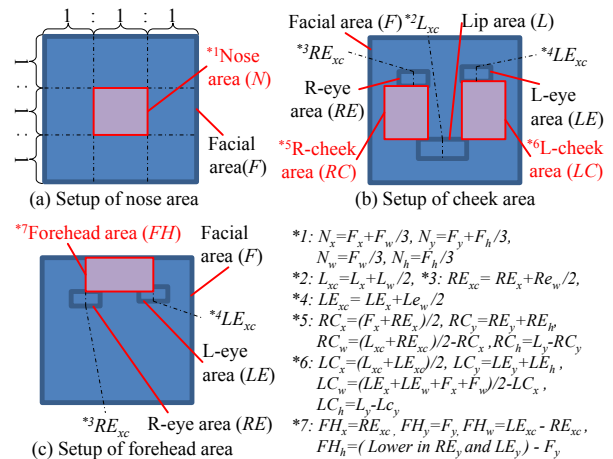 1 : 1 : 1
1 : 1 : 1
*1Nose
area (N)
Facial
area(F)
(a) Setup of nose area
Facial area (F) *2Lxc Lip area (L)
*3RExc
*4LExc
R-eye
area (RE)
L-eye
area (LE)
*5R-cheek
area (RC)
*6L-cheek
area (LC)
(b) Setup of cheek area
*7Forehead area (FH)
Facial
area (F)
*4LExc
L-eye
area (LE)
*3RExc
R-eye area (RE)
(c) Setup of forehead area
*1: Nx=Fx+Fw/3, Ny=Fy+Fh/3,
Nw=Fw/3, Nh=Fh/3
*2: Lxc=Lx+Lw/2, *3: RExc= REx+Rew/2,
*4: LExc= LEx+Lew/2
*5: RCx=(Fx+REx)/2, RCy=REy+REh,
RCw=(Lxc+RExc)/2-RCx ,RCh=Ly-RCy
*6: LCx=(Lxc+LExc)/2, LCy=LEy+LEh ,
LCw=(LEx+LEw+Fx+Fw)/2-LCx ,
LCh=Ly-Lcy
*7: FHx=RExc , FHy=Fy, FHw=LExc - RExc,
FHh=( Lower in REy and LEy ) - Fy